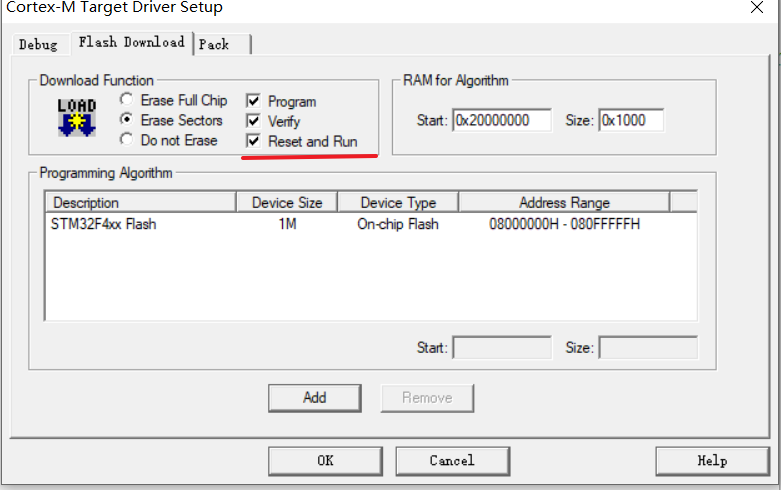 Cortex-M Target Driver Setup
Debug Flash Download Pack
Download Function
LOAD
Erase Full Chip
Erase Sectors
Do not Erase
Program
Verify
Reset and Run
RAM for Algorithm
Start: 0x20000000 Size: 0x1000
Programming Algorithm
Description Device Size Device Type Address Range
STM32F4xx Flash 1M On-chip Flash 08000000H - 080FFFFFH
Start: Size:
Add Remove
OK Cancel Help